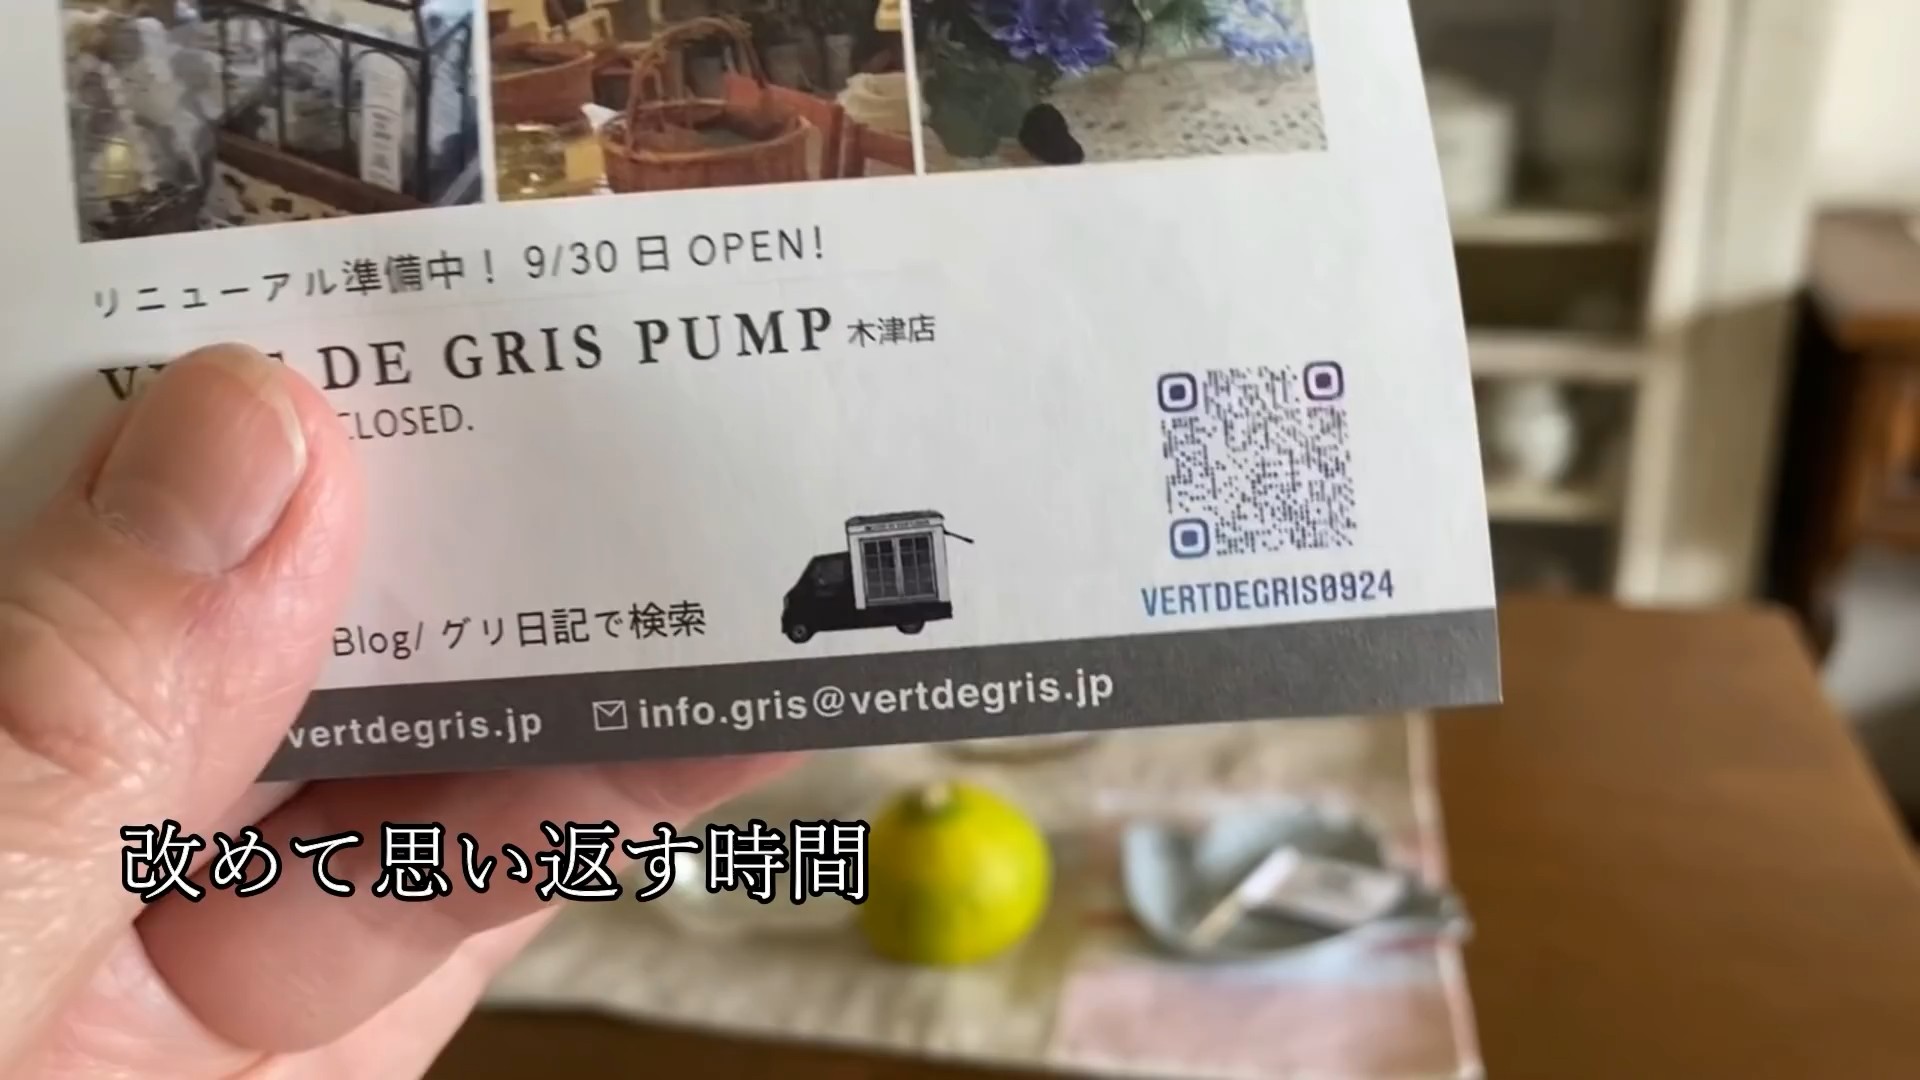 リニューアル準備中！ 9/30 日 OPEN!
DE GRIS PUMP 木津店
CLOSED.
VERTDEGRIS0924
Blog/ グリ日記で検索
vertdegris.jp info.gris@vertdegris.jp
改めて思い返す時間